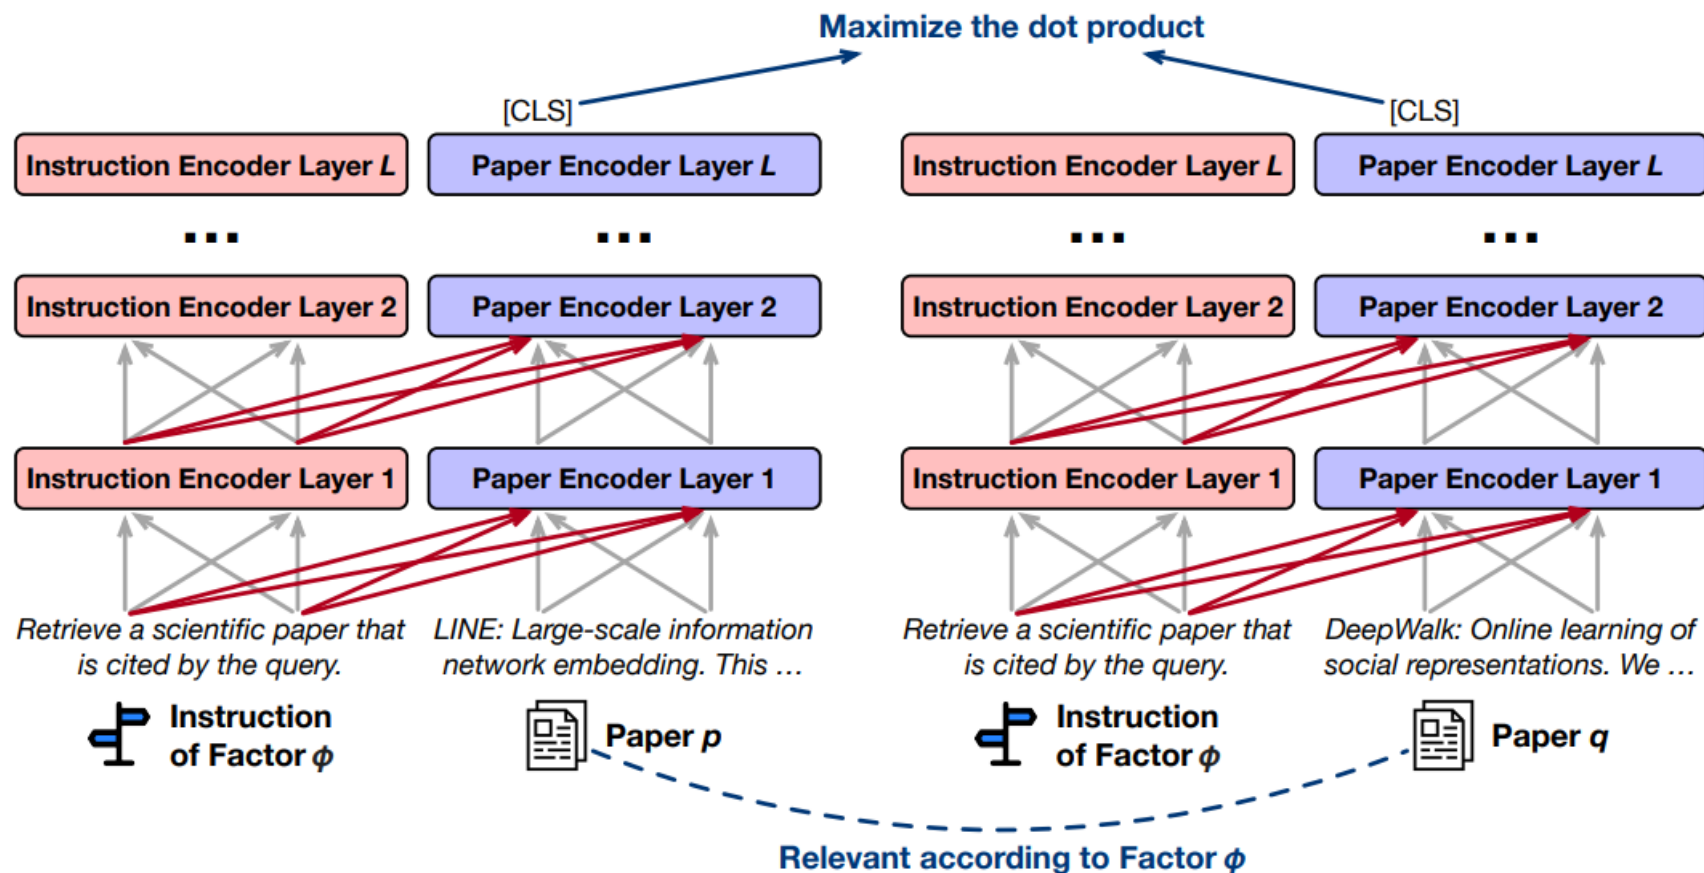 Maximize the dot product
[CLS]
[CLS]
Instruction Encoder Layer L
Paper Encoder Layer L
Instruction Encoder Layer L
Paper Encoder Layer L
...
...
...
...
Instruction Encoder Layer 2
Paper Encoder Layer 2
Instruction Encoder Layer 2
Paper Encoder Layer 2
Instruction Encoder Layer 1
Paper Encoder Layer 1
Instruction Encoder Layer 1
Paper Encoder Layer 1
Retrieve a scientific paper that
is cited by the query.
LINE: Large-scale information
network embedding. This ...
Retrieve a scientific paper that
is cited by the query.
DeepWalk: Online learning of
social representations. We ...
Instruction
of Factor ϕ
Paper p
Instruction
of Factor ϕ
Paper q
Relevant according to Factor ϕ